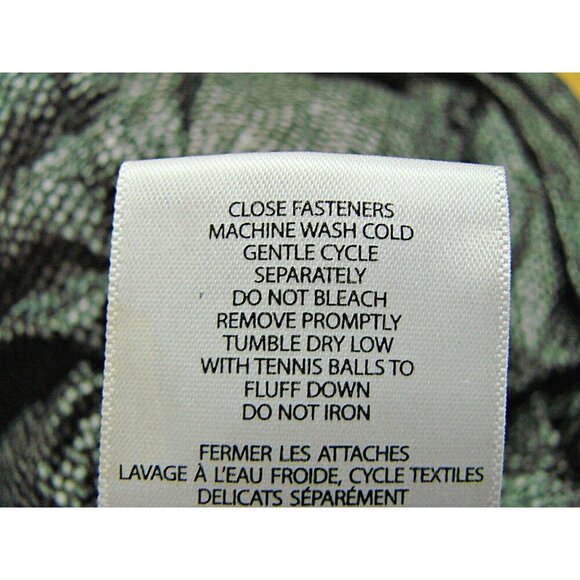 CLOSE FASTENERS
MACHINE WASH COLD
GENTLE CYCLE
SEPARATELY
DO NOT BLEACH
REMOVE PROMPTLY
TUMBLE DRY LOW
WITH TENNIS BALLS TO
FLUFF DOWN
DO NOT IRON
FERMER LES ATTACHES
LAVAGE À L'EAU FROIDE, CYCLE TEXTILES
DELICATS SÉPARÉMENT